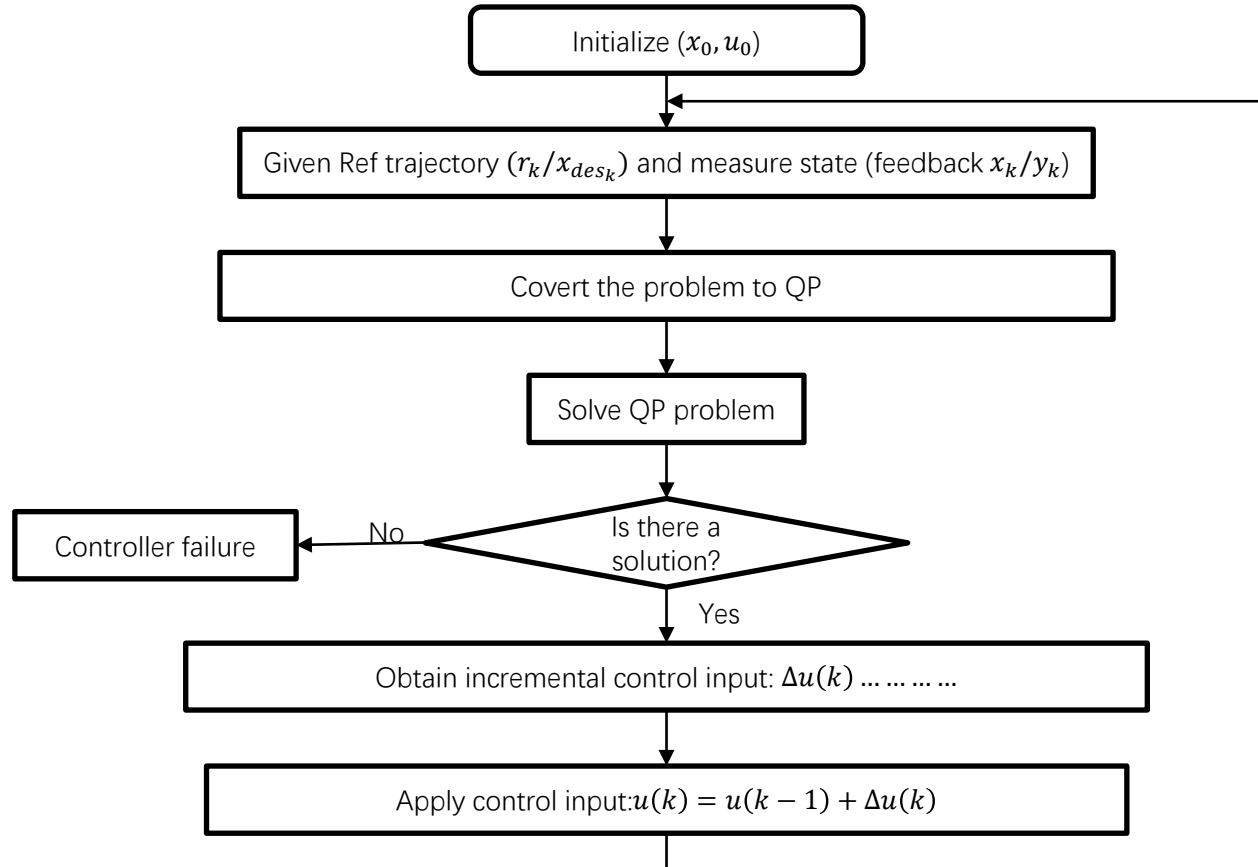 Initialize (𝑥₀, 𝑢₀)
Given Ref trajectory (𝑟ₖ/𝑥_{𝑑𝑒𝑠ₖ}) and measure state (feedback 𝑥ₖ/𝑦ₖ)
Covert the problem to QP
Solve QP problem
Is there a
solution?
No
Controller failure
Yes
Obtain incremental control input: Δ𝑢(𝑘) … … … …
Apply control input:𝑢(𝑘) = 𝑢(𝑘 − 1) + Δ𝑢(𝑘)